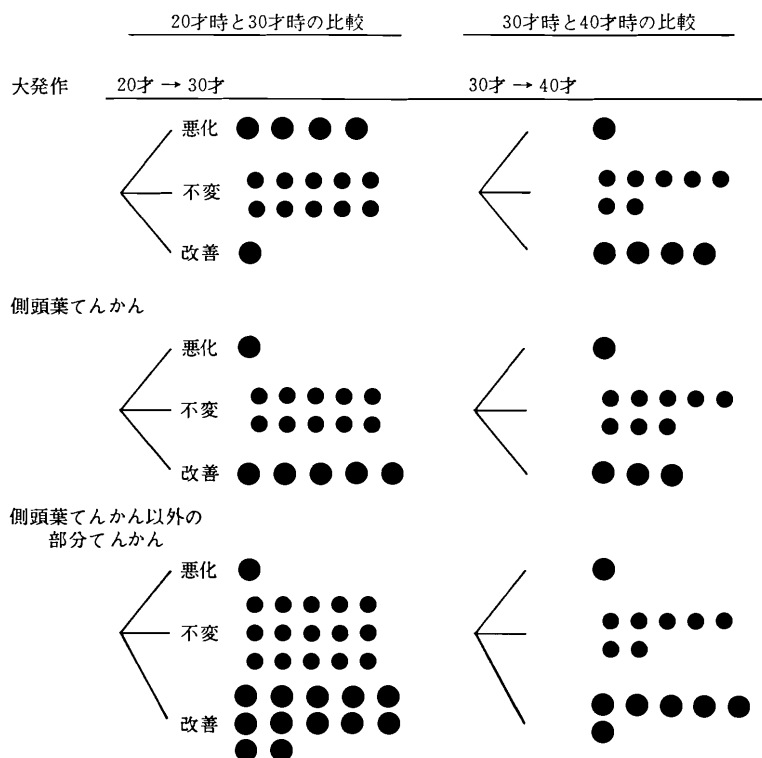 20才時と30才時の比較 30才時と40才時の比較
大発作 20才 → 30才 30才 → 40才
悪化
不変
改善
側頭葉てんかん
悪化
不変
改善
側頭葉てんかん以外の
部分てんかん
悪化
不変
改善